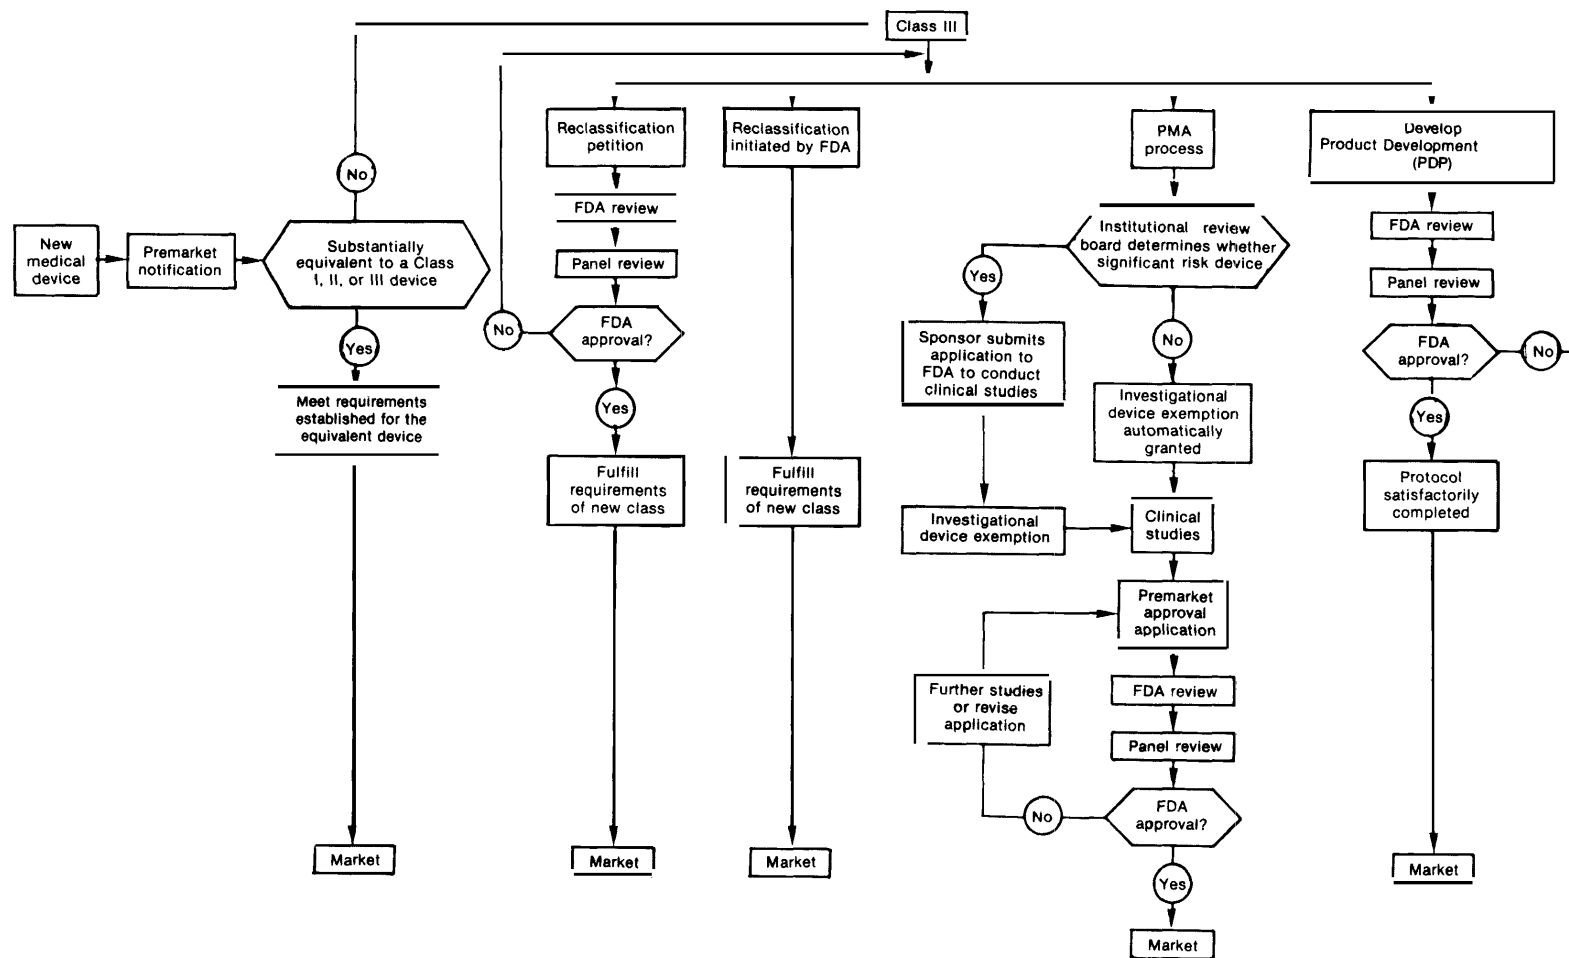 Class III
No
New
medical
device
Premarket
notification
Substantially
equivalent to a Class
I, II, or III device
Yes
Meet requirements
established for the
equivalent device
Market
Reclassification
petition
FDA review
Panel review
FDA
approval?
No
Yes
Fulfill
requirements
of new class
Market
Reclassification
initiated by FDA
Fulfill
requirements
of new class
Market
PMA
process
Institutional review
board determines whether
significant risk device
Yes
Sponsor submits
application to
FDA to conduct
clinical studies
Investigational
device exemption
No
Investigational
device exemption
automatically
granted
Clinical
studies
Premarket
approval
application
FDA review
Panel review
FDA
approval?
No
Further studies
or revise
application
Yes
Market
Develop
Product Development
(PDP)
FDA review
Panel review
FDA
approval?
No
Yes
Protocol
satisfactorily
completed
Market